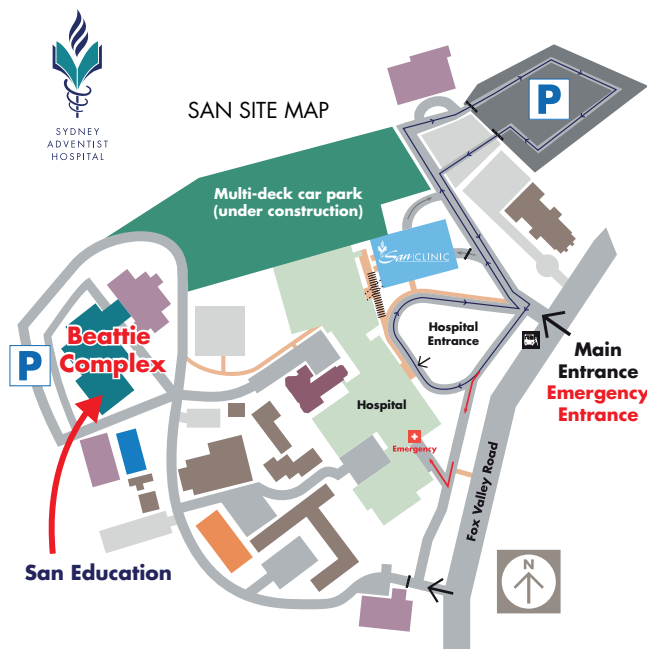 SYDNEY
ADVENTIST
HOSPITAL
SAN SITE MAP
P
Multi-deck car park
(under construction)
San CLINIC
Hospital
Entrance
Main
Entrance
Emergency
Entrance
P
Beattie
Complex
Hospital
Emergency
Fox Valley Road
San Education
N